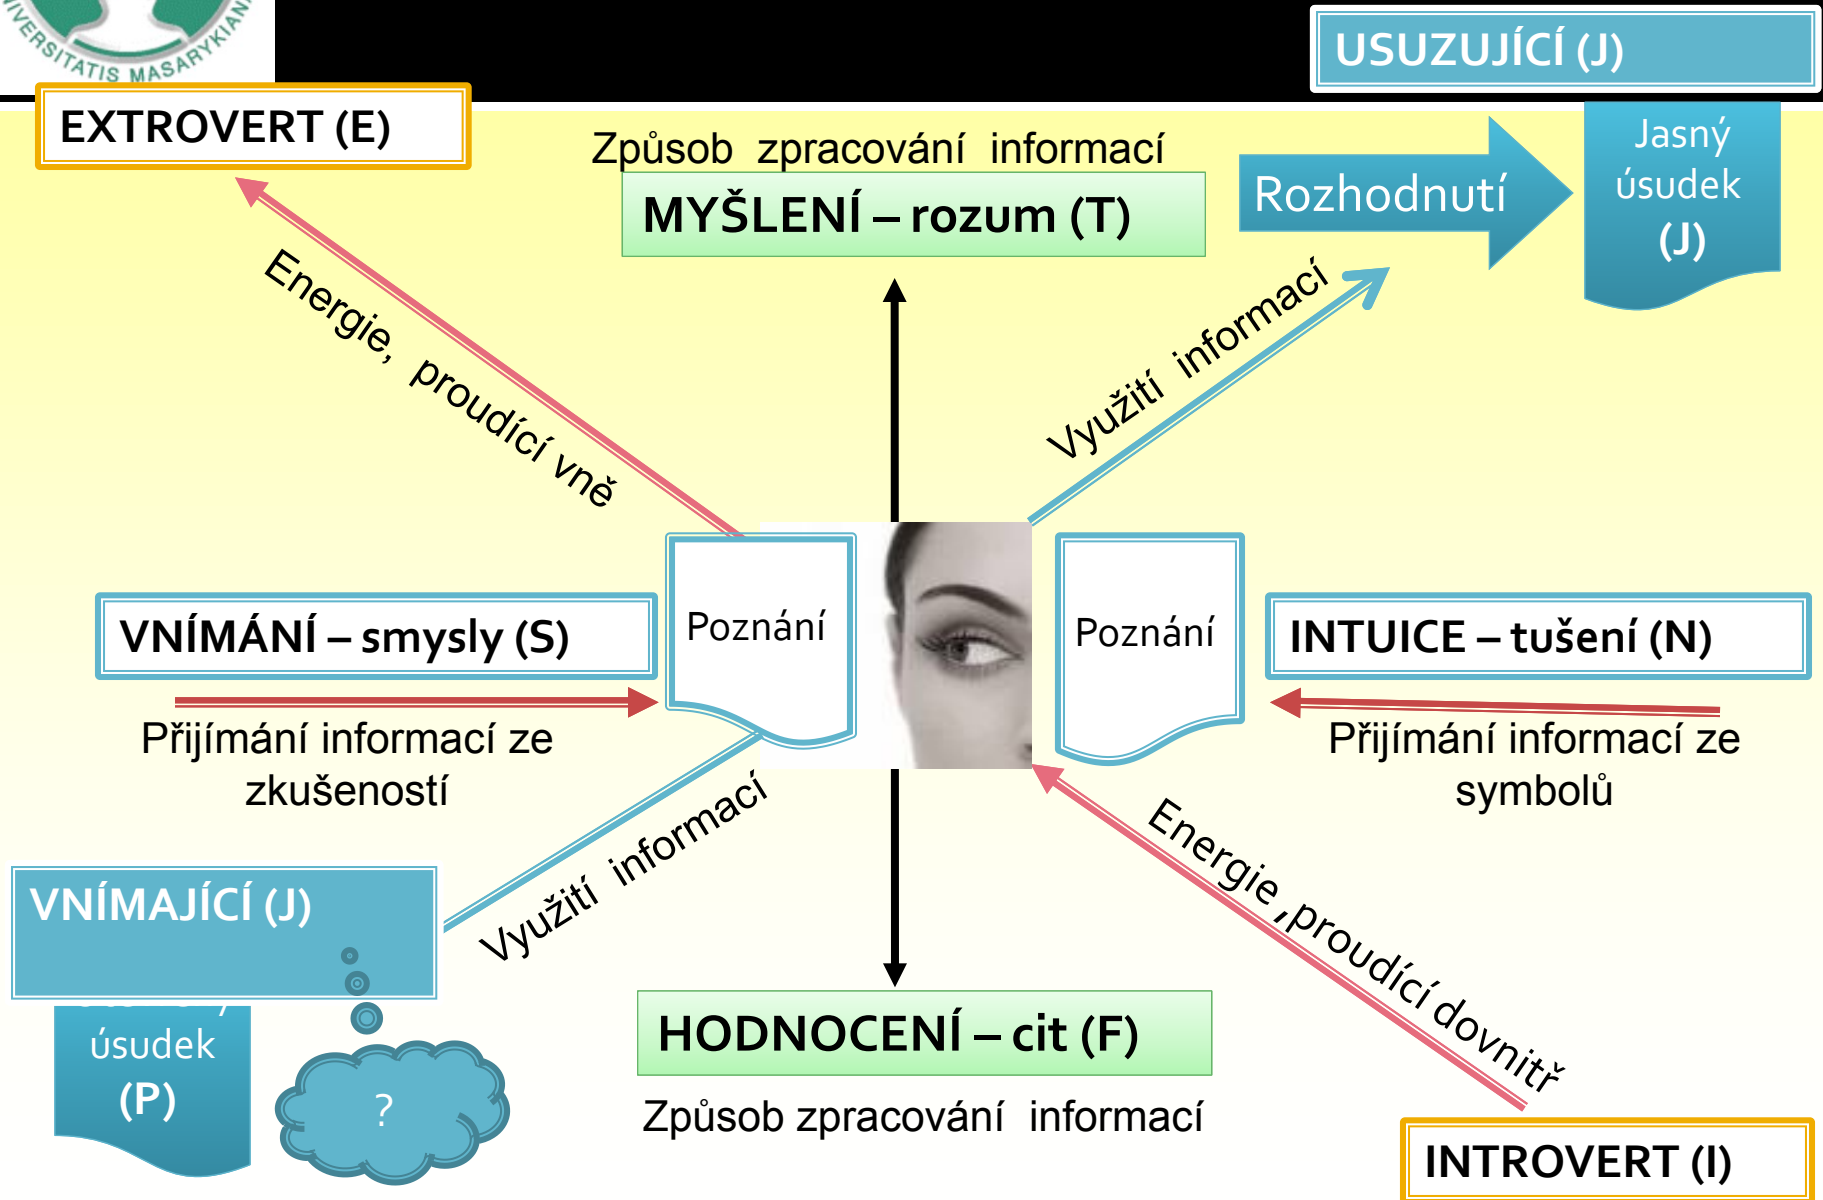 UNIVERSITATIS MASARYKIANA
USUZUJÍCÍ (J)
EXTROVERT (E)
Způsob zpracování informací
MYŠLENÍ – rozum (T)
Rozhodnutí
Jasný
úsudek
(J)
Energie, proudící vně
Využití informací
VNÍMÁNÍ – smysly (S)
Poznání
Poznání
INTUICE – tušení (N)
Přijímání informací ze
zkušeností
Přijímání informací ze
symbolů
Využití informací
Energie,proudící dovnitř
VNÍMAJÍCÍ (J)
úsudek
(P)
?
HODNOCENÍ – cit (F)
Způsob zpracování informací
INTROVERT (I)